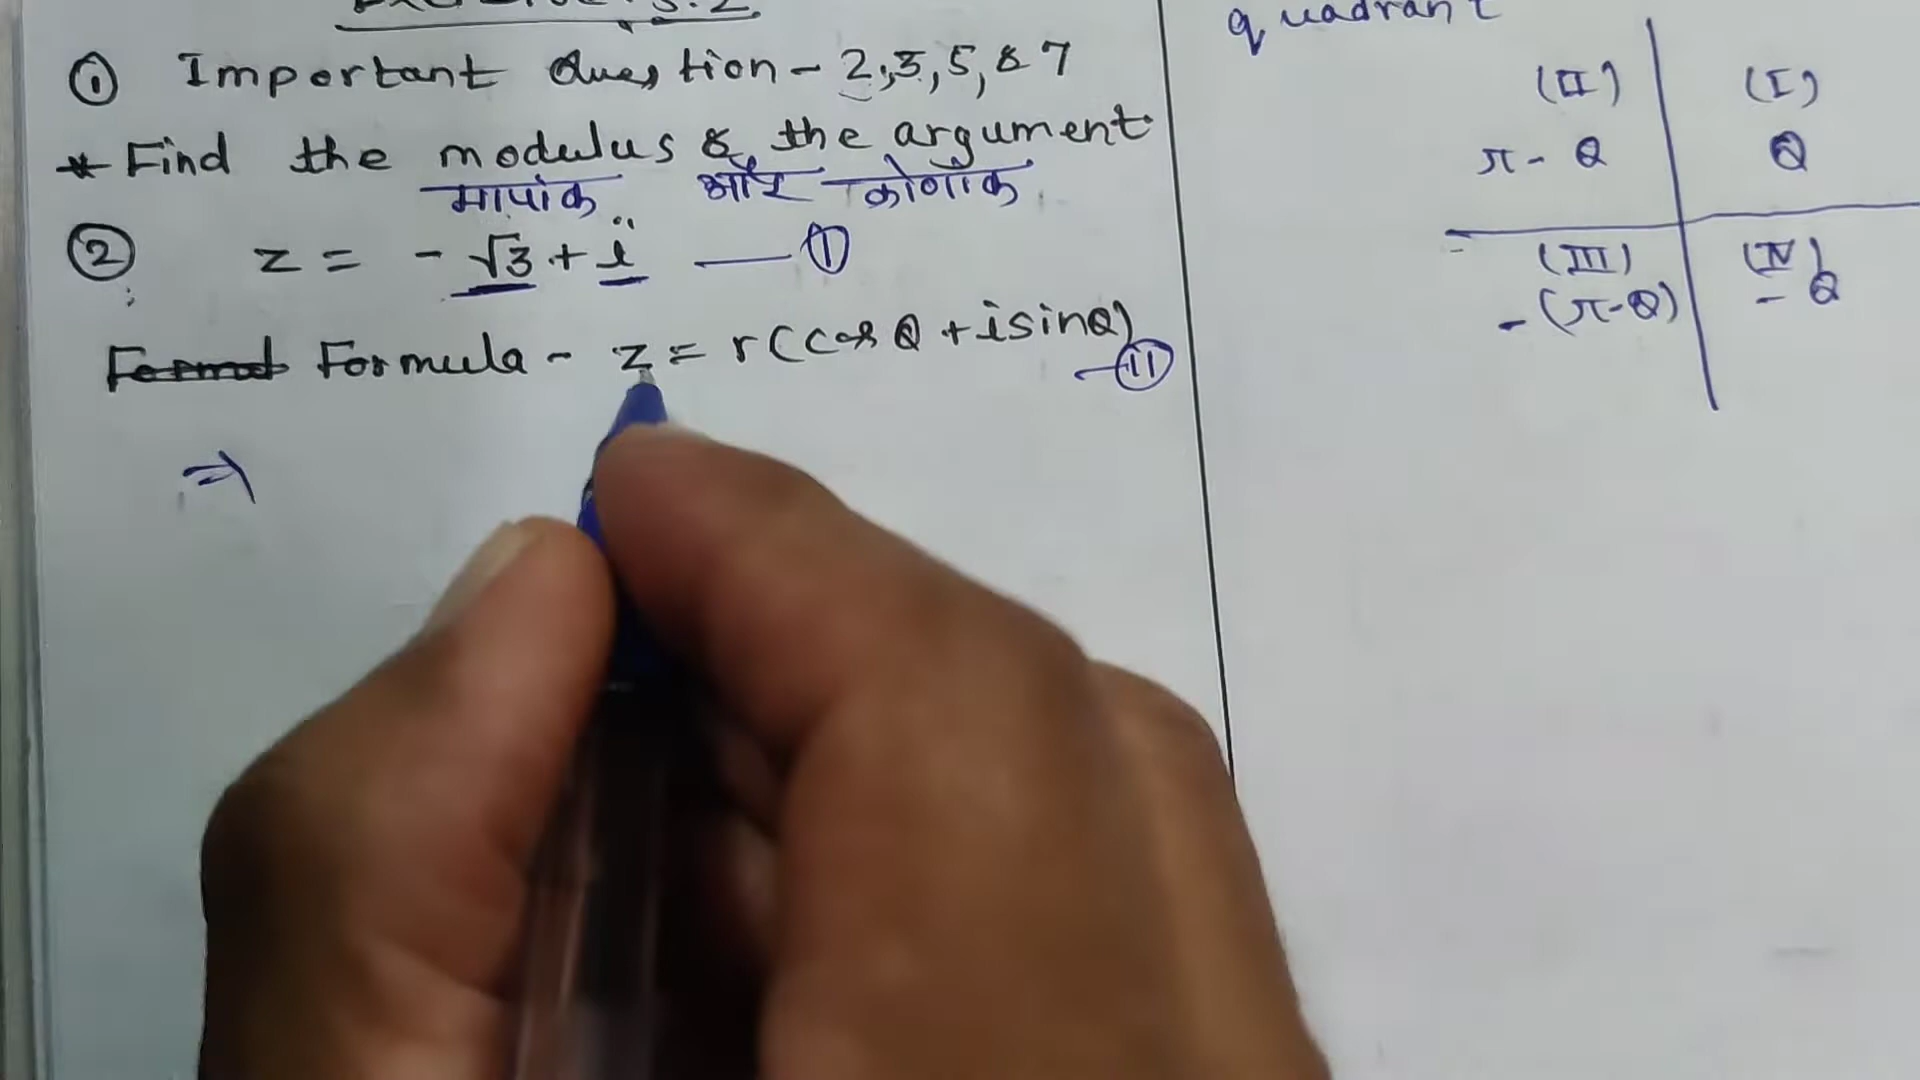 ① Important Question - 2, 3, 5, & 7
* Find the modulus & the argument
मापांक और कोणांक
② z = - √3 + i — ①
Formula - z = r(cos θ + i sin θ)
— ⑪
⇒
quadrant
(II) (I)
π - θ θ
(III) (IV)
- (π - θ) - θ